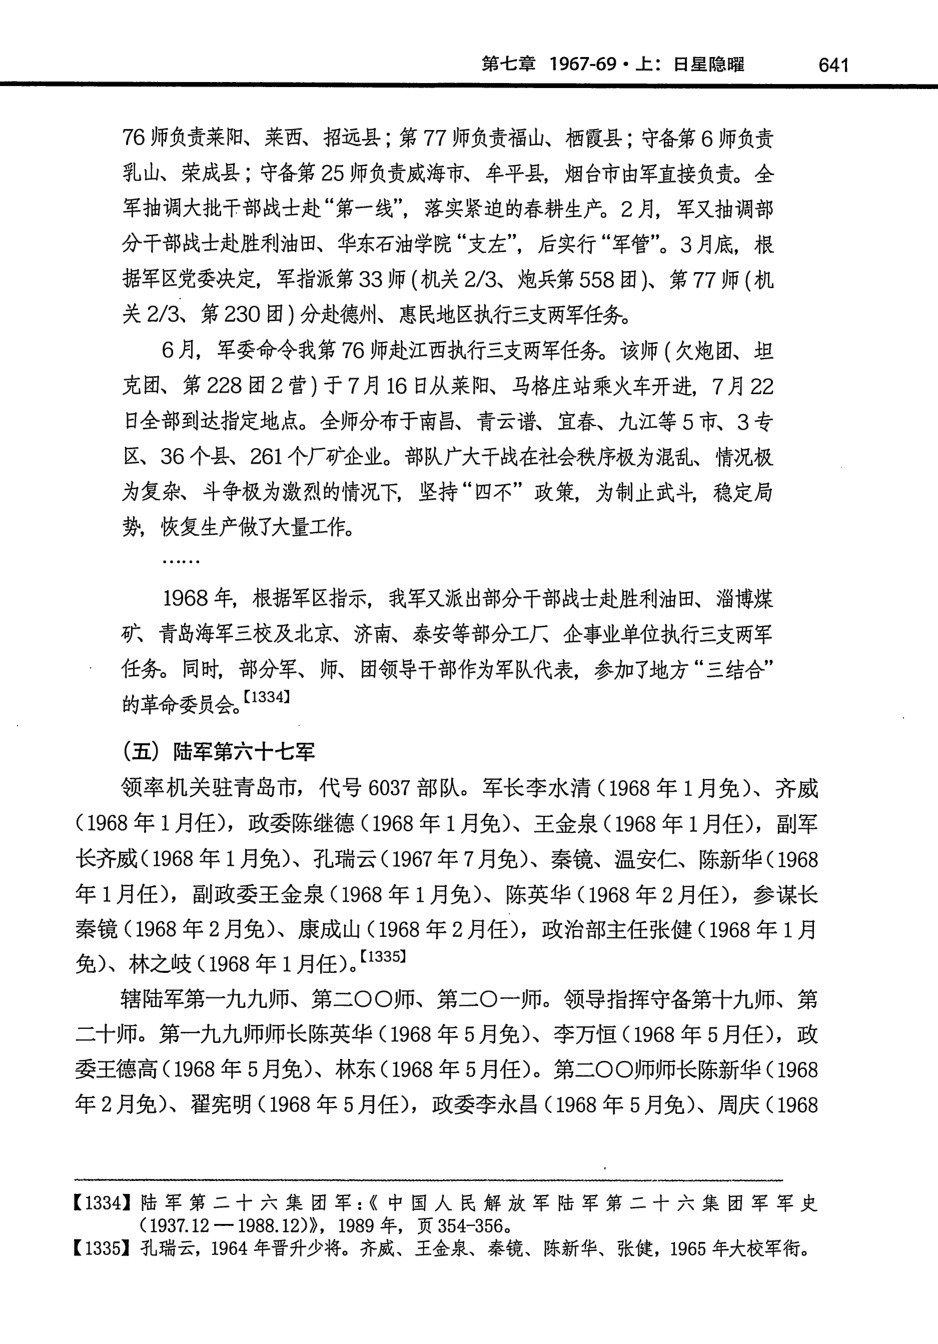 第七章 1967-69·上：日星隐曜 641
76师负责莱阳、莱西、招远县；第77师负责福山、栖霞县；守备第6师负责
乳山、荣成县；守备第25师负责威海市、牟平县，烟台市由军直接负责。全
军抽调大批干部战士赴“第一线”，落实紧迫的春耕生产。2月，军又抽调部
分干部战士赴胜利油田、华东石油学院“支左”，后实行“军管”。3月底，根
据军区党委决定，军指派第33师(机关2/3、炮兵第558团)、第77师(机
关2/3、第230团)分赴德州、惠民地区执行三支两军任务。
6月，军委命令我第76师赴江西执行三支两军任务。该师(欠炮团、坦
克团、第228团2营)于7月16日从莱阳、马格庄站乘火车开进，7月22
日全部到达指定地点。全师分布于南昌、青云谱、宜春、九江等5市、3专
区、36个县、261个厂矿企业。部队广大干战在社会秩序极为混乱、情况极
为复杂、斗争极为激烈的情况下，坚持“四不”政策，为制止武斗，稳定局
势，恢复生产做了大量工作。
……
1968年，根据军区指示，我军又派出部分干部战士赴胜利油田、淄博煤
矿、青岛海军三校及北京、济南、泰安等部分工厂、企事业单位执行三支两军
任务。同时，部分军、师、团领导干部作为军队代表，参加了地方“三结合”
的革命委员会。【1334】
（五）陆军第六十七军
领率机关驻青岛市，代号6037部队。军长李水清（1968年1月免）、齐威
（1968年1月任），政委陈继德（1968年1月免）、王金泉（1968年1月任），副军
长齐威（1968年1月免）、孔瑞云（1967年7月免）、秦镜、温安仁、陈新华（1968
年1月任），副政委王金泉（1968年1月免）、陈英华（1968年2月任），参谋长
秦镜（1968年2月免）、康成山（1968年2月任），政治部主任张健（1968年1月
免）、林之岐（1968年1月任）。【1335】
辖陆军第一九九师、第二〇〇师、第二〇一师。领导指挥守备第十九师、第
二十师。第一九九师师长陈英华（1968年5月免）、李万恒（1968年5月任），政
委王德高（1968年5月免）、林东（1968年5月任）。第二〇〇师师长陈新华（1968
年2月免）、翟宪明（1968年5月任），政委李永昌（1968年5月免）、周庆（1968
【1334】陆军第二十六集团军：《中国人民解放军陆军第二十六集团军军史
（1937.12—1988.12）》，1989年，页354-356。
【1335】孔瑞云，1964年晋升少将。齐威、王金泉、秦镜、陈新华、张健，1965年大校军衔。